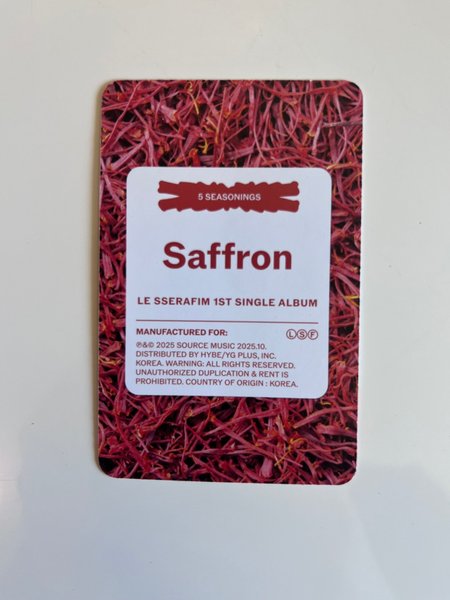 5 SEASONINGS
Saffron
LE SSERAFIM 1ST SINGLE ALBUM
MANUFACTURED FOR: L S F
℗&© 2025 SOURCE MUSIC 2025.10.
DISTRIBUTED BY HYBE/YG PLUS, INC.
KOREA. WARNING: ALL RIGHTS RESERVED.
UNAUTHORIZED DUPLICATION & RENT IS
PROHIBITED. COUNTRY OF ORIGIN : KOREA.